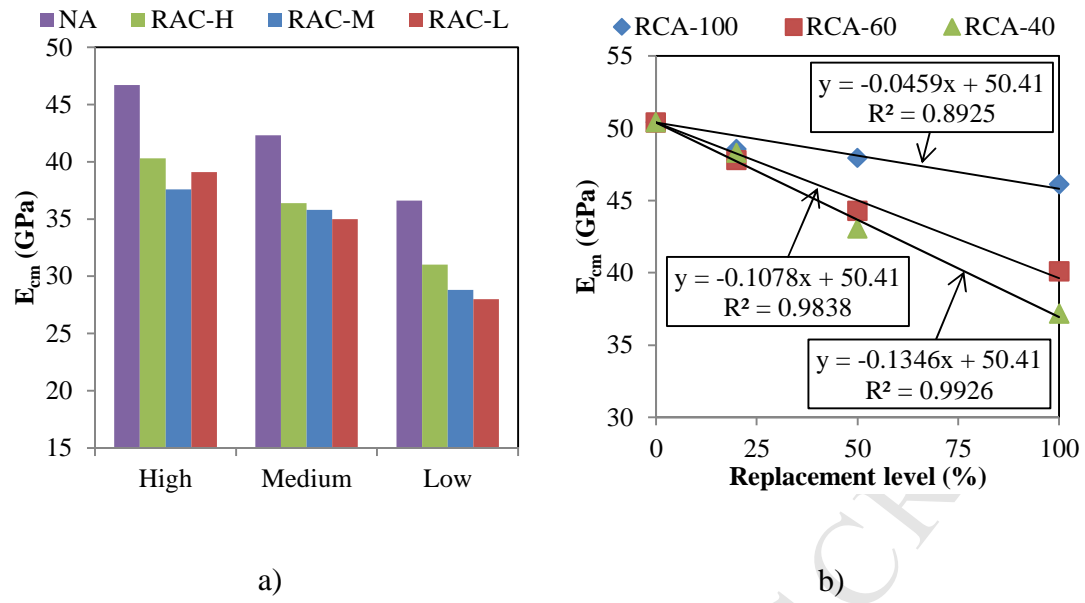 NA RAC-H RAC-M RAC-L
50
45
40
35
30
25
20
15
E_cm (GPa)
High Medium Low
a)
RCA-100 RCA-60 RCA-40
55
50
45
40
35
30
E_cm (GPa)
y = -0.0459x + 50.41
R² = 0.8925
y = -0.1078x + 50.41
R² = 0.9838
y = -0.1346x + 50.41
R² = 0.9926
0 25 50 75 100
Replacement level (%)
b)